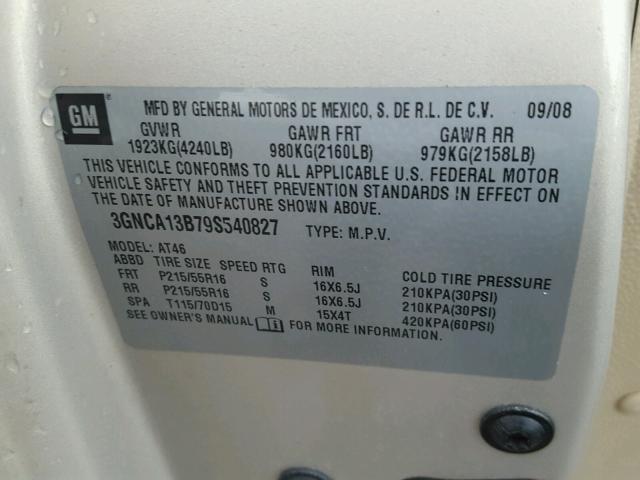 GM
MFD BY GENERAL MOTORS DE MEXICO, S. DE R.L. DE C.V. 09/08
GVWR GAWR FRT GAWR RR
1923KG(4240LB) 980KG(2160LB) 979KG(2158LB)
THIS VEHICLE CONFORMS TO ALL APPLICABLE U.S. FEDERAL MOTOR
VEHICLE SAFETY AND THEFT PREVENTION STANDARDS IN EFFECT ON
THE DATE OF MANUFACTURE SHOWN ABOVE.
3GNCA13B79S540827 TYPE: M.P.V.
MODEL: AT46
ABBD TIRE SIZE SPEED RTG RIM COLD TIRE PRESSURE
FRT P215/55R16 S 16X6.5J 210KPA(30PSI)
RR P215/55R16 S 16X6.5J 210KPA(30PSI)
SPA T115/70D15 M 15X4T 420KPA(60PSI)
SEE OWNER'S MANUAL FOR MORE INFORMATION.